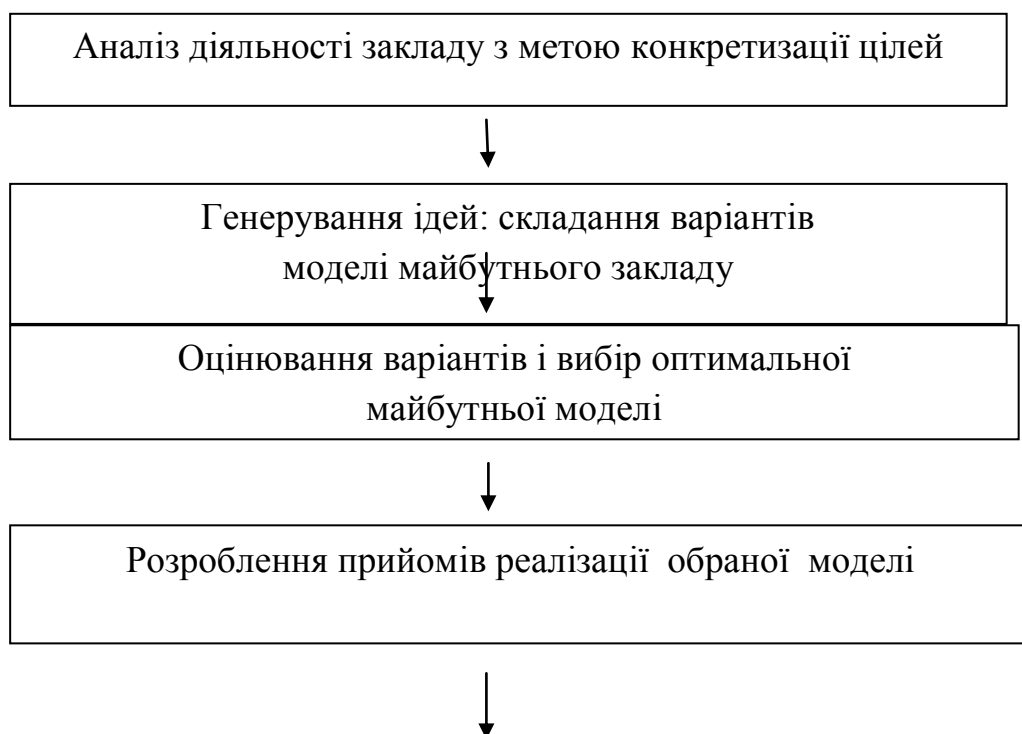 Аналіз діяльності закладу з метою конкретизації цілей
Генерування ідей: складання варіантів
моделі майбутнього закладу
Оцінювання варіантів і вибір оптимальної
майбутньої моделі
Розроблення прийомів реалізації обраної моделі